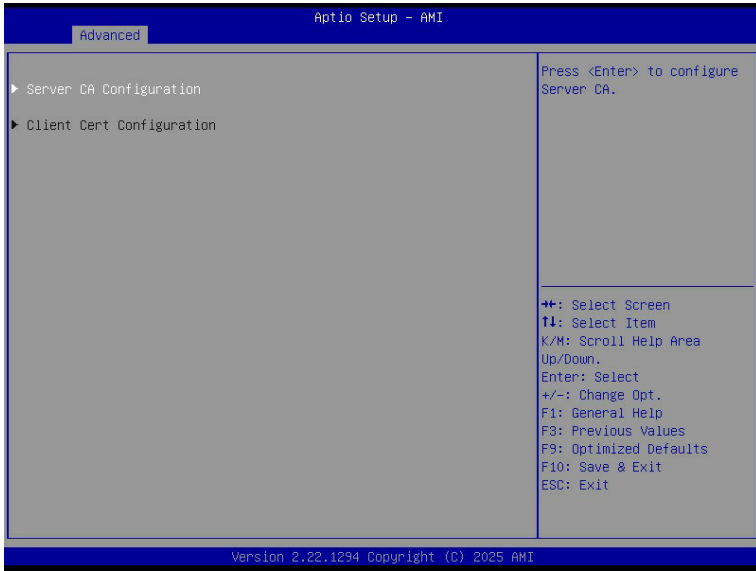 Aptio Setup – AMI
Advanced
▶ Server CA Configuration
▶ Client Cert Configuration
Press <Enter> to configure
Server CA.
→←: Select Screen
↑↓: Select Item
K/M: Scroll Help Area
Up/Down.
Enter: Select
+/-: Change Opt.
F1: General Help
F3: Previous Values
F9: Optimized Defaults
F10: Save & Exit
ESC: Exit
Version 2.22.1294 Copyright (C) 2025 AMI